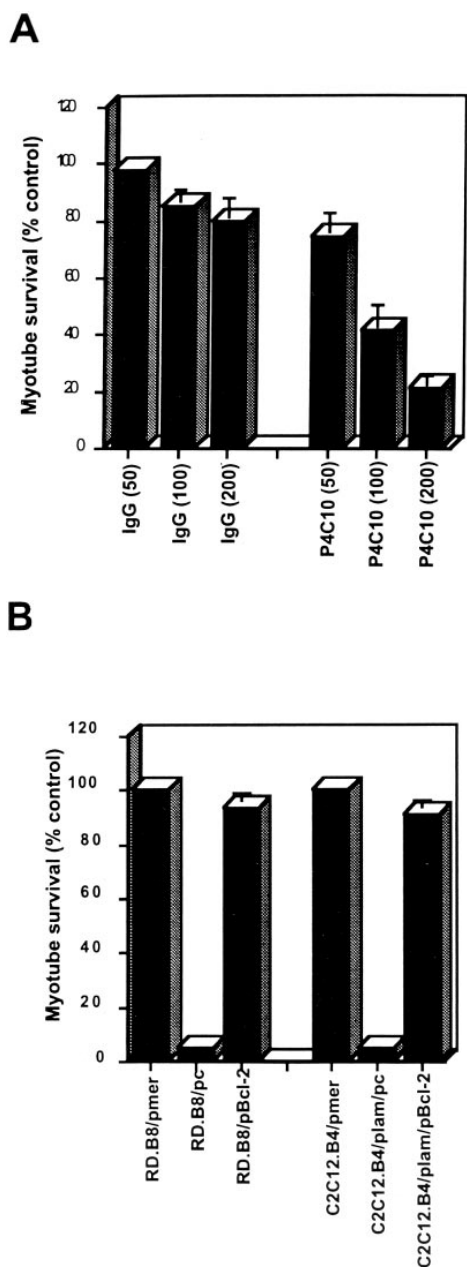 A
Myotube survival (% control)
120
100
80
60
40
20
0
IgG (50)
IgG (100)
IgG (200)
P4C10 (50)
P4C10 (100)
P4C10 (200)
B
Myotube survival (% control)
120
100
80
60
40
20
0
RD.B8/pmer
RD.B8/pc
RD.B8/pBcl-2
C2C12.B4/pmer
C2C12.B4/plam/pc
C2C12.B4/plam/pBcl-2